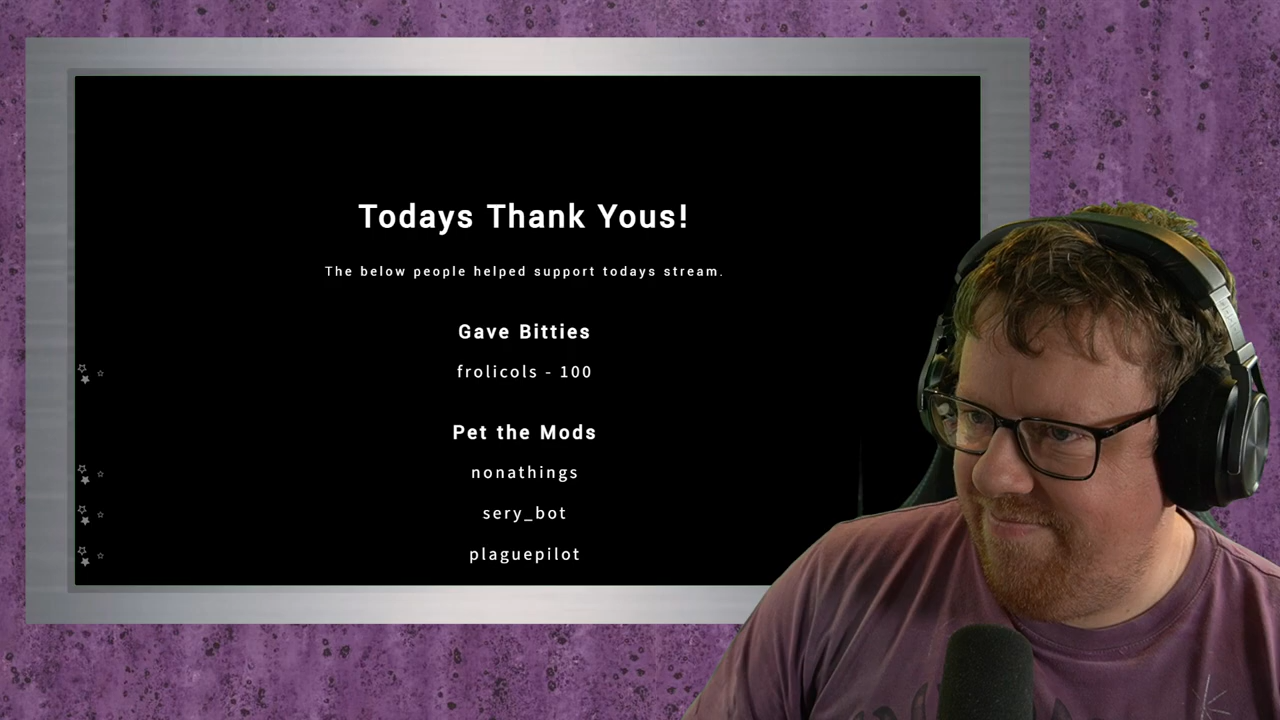 Todays Thank Yous!
The below people helped support todays stream.
Gave Bitties
frolicols - 100
Pet the Mods
nonathings
sery_bot
plaguepilot